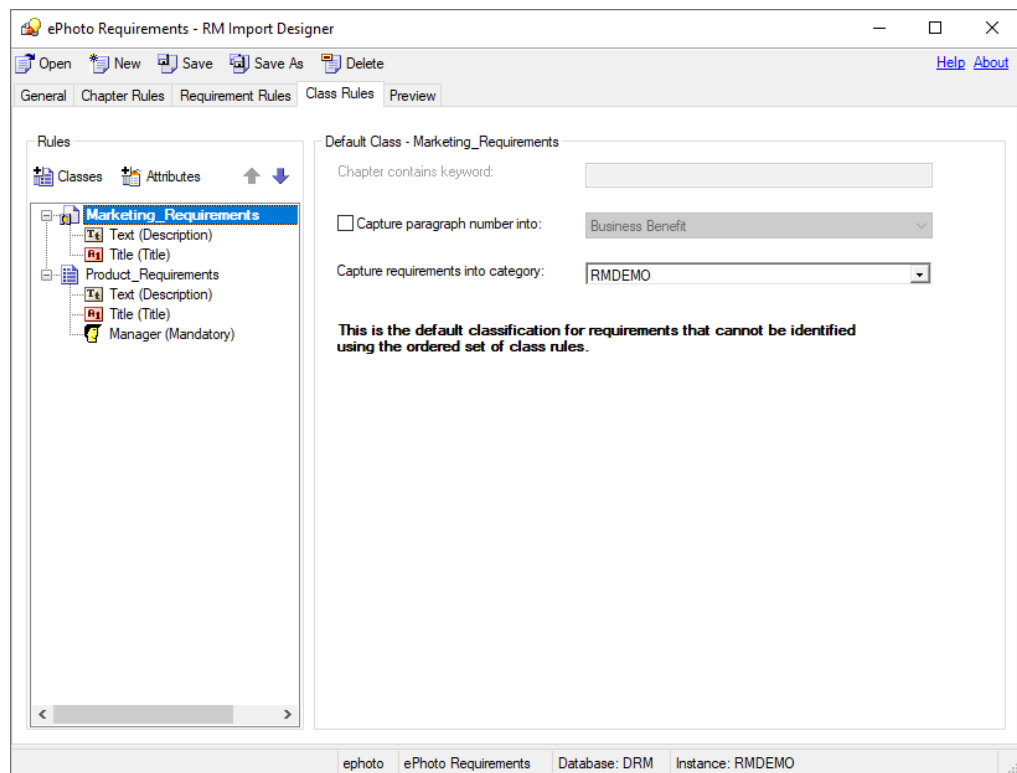 ePhoto Requirements - RM Import Designer
Open New Save Save As Delete Help About
General Chapter Rules Requirement Rules Class Rules Preview
Rules
Classes Attributes
Marketing_Requirements
Text (Description)
Title (Title)
Product_Requirements
Text (Description)
Title (Title)
Manager (Mandatory)
Default Class - Marketing_Requirements
Chapter contains keyword:
Capture paragraph number into: Business Benefit
Capture requirements into category: RMDEMO
This is the default classification for requirements that cannot be identified
using the ordered set of class rules.
ephoto ePhoto Requirements Database: DRM Instance: RMDEMO